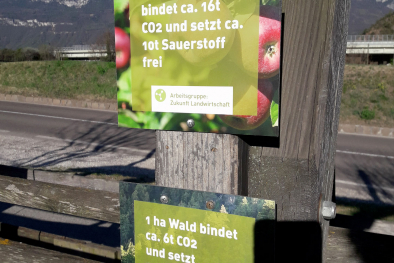 bindet ca. 16t
CO2 und setzt ca.
10t Sauerstoff
frei
Arbeitsgruppe
Zukunft Landwirtschaft
1 ha Wald bindet
ca. 6t CO2
und setzt